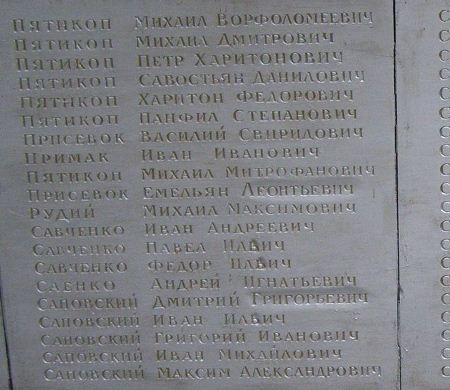 Пятикоп Михаил Ворфоломеевич
Пятикоп Михаил Дмитрович
Пятикоп Петр Харитонович
Пятикоп Савостьян Данилович
Пятикоп Харитон Федорович
Пятикоп Панфил Степанович
Присевок Василий Свиридович
Примак Иван Иванович
Пятикоп Михаил Митрофанович
Присевок Емельян Леонтьевич
Рудий Михаил Максимович
Савченко Иван Андреевич
Савченко Павел Ильич
Савченко Федор Ильич
Саенко Андрей Игнатьевич
Сановский Дмитрий Григорьевич
Сановский Иван Ильич
Сановский Григорий Иванович
Сановский Иван Михайлович
Сановский Максим Александрович